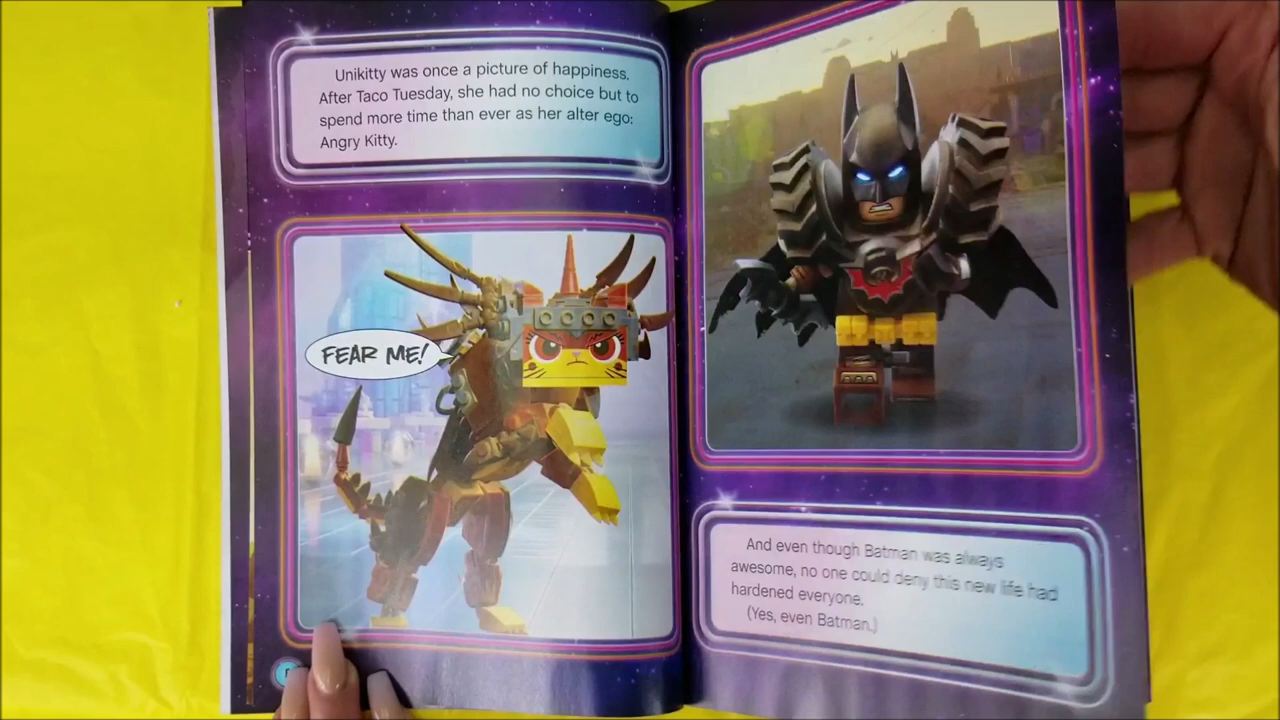 Unikitty was once a picture of happiness.
After Taco Tuesday, she had no choice but to
spend more time than ever as her alter ego:
Angry Kitty.
FEAR ME!
And even though Batman was always
awesome, no one could deny this new life had
hardened everyone.
(Yes, even Batman.)